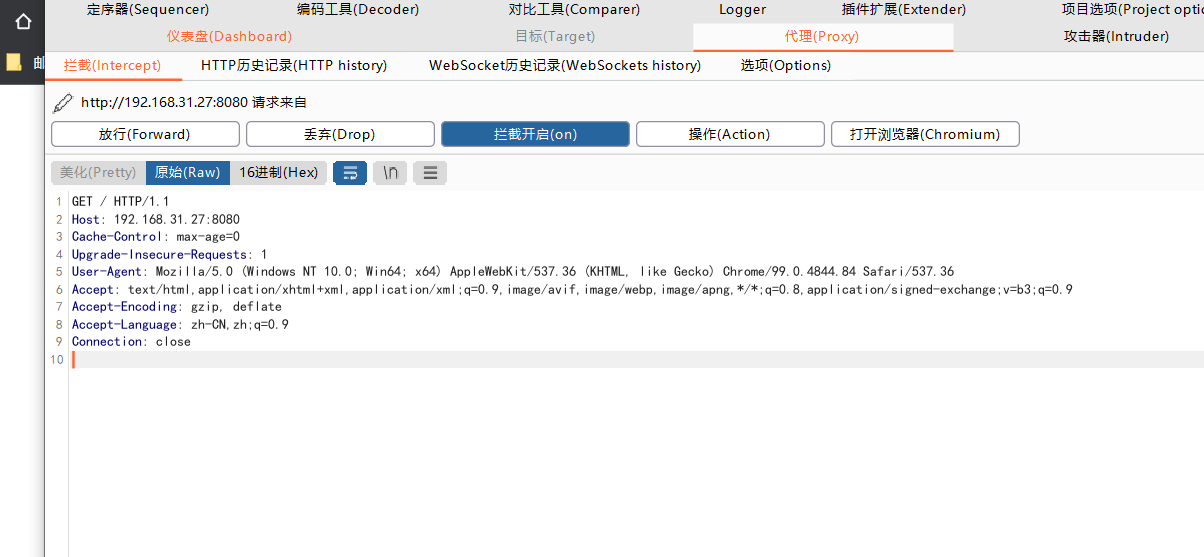 定序器(Sequencer) 编码工具(Decoder) 对比工具(Comparer) Logger 插件扩展(Extender) 项目选项(Project opti
仪表盘(Dashboard) 目标(Target) 代理(Proxy) 攻击器(Intruder)
邮 拦截(Intercept) HTTP历史记录(HTTP history) WebSocket历史记录(WebSockets history) 选项(Options)
http://192.168.31.27:8080 请求来自
放行(Forward) 丢弃(Drop) 拦截开启(on) 操作(Action) 打开浏览器(Chromium)
美化(Pretty) 原始(Raw) 16进制(Hex) \n
1 GET / HTTP/1.1
2 Host: 192.168.31.27:8080
3 Cache-Control: max-age=0
4 Upgrade-Insecure-Requests: 1
5 User-Agent: Mozilla/5.0 (Windows NT 10.0; Win64; x64) AppleWebKit/537.36 (KHTML, like Gecko) Chrome/99.0.4844.84 Safari/537.36
6 Accept: text/html,application/xhtml+xml,application/xml;q=0.9,image/avif,image/webp,image/apng,*/*;q=0.8,application/signed-exchange;v=b3;q=0.9
7 Accept-Encoding: gzip, deflate
8 Accept-Language: zh-CN,zh;q=0.9
9 Connection: close
10